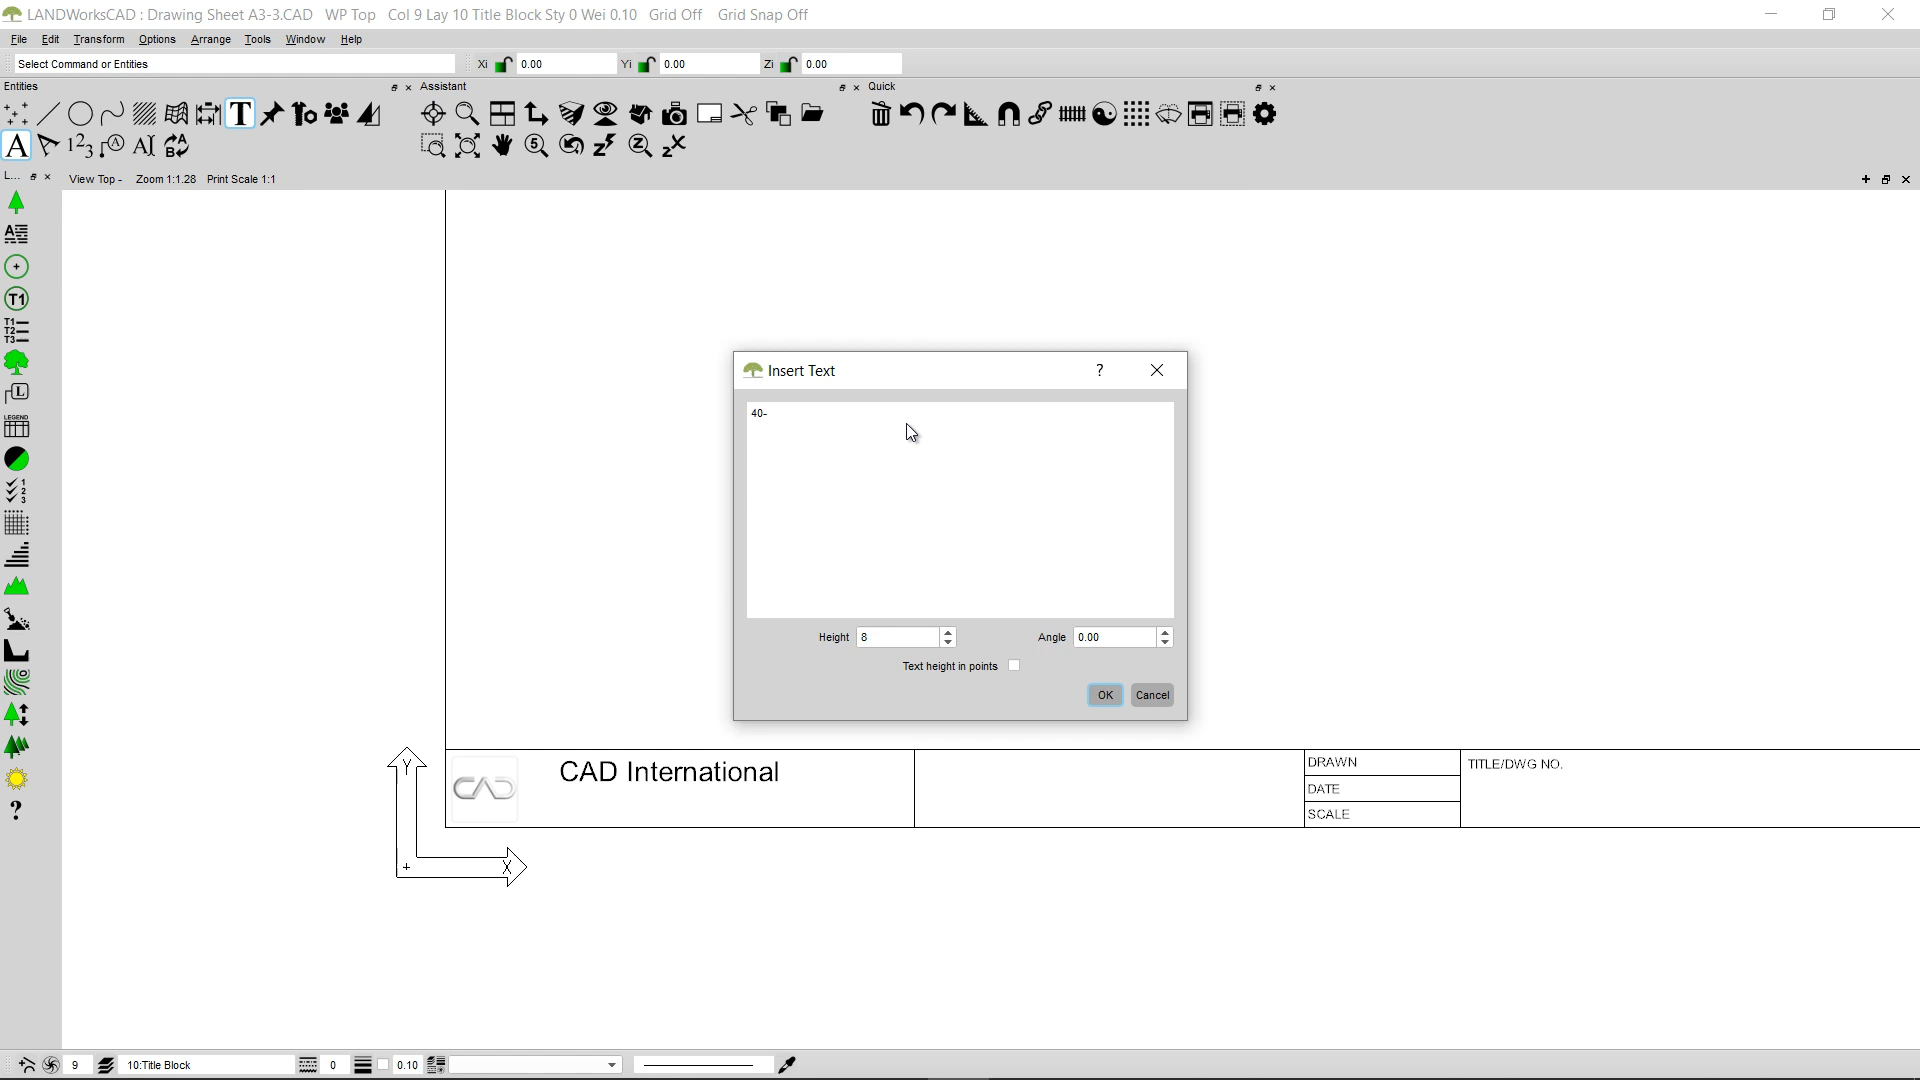 LANDWorksCAD : Drawing Sheet A3-3.CAD WP Top Col 9 Lay 10 Title Block Sty 0 Wei 0.10 Grid Off Grid Snap Off
File Edit Transform Options Arrange Tools Window Help
Select Command or Entities Xi 0.00 Yi 0.00 Zi 0.00
Entities Assistant Quick
L... View Top - Zoom 1:1.28 Print Scale 1:1
Insert Text ?
40-
Height 8 Angle 0.00
Text height in points
OK Cancel
CAD International
DRAWN
DATE
SCALE
TITLE/DWG NO.
Y
X
9 10:Title Block 0 0.10